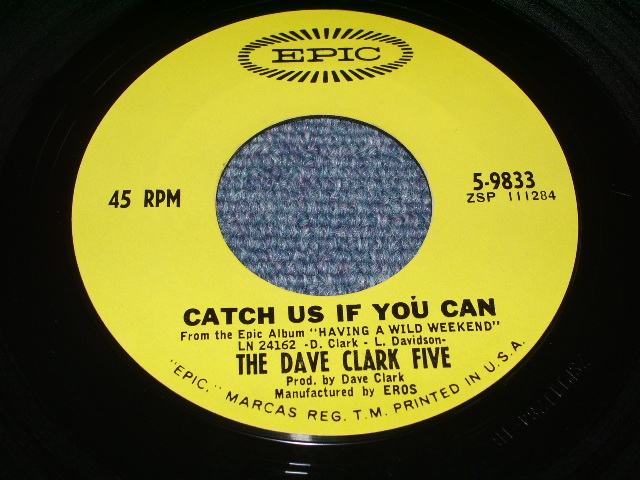 EPIC
45 RPM
5-9833
ZSP 111284
CATCH US IF YOU CAN
From the Epic Album "HAVING A WILD WEEKEND"
LN 24162 -D. Clark - L. Davidson-
THE DAVE CLARK FIVE
Prod. by Dave Clark
Manufactured by EROS
"EPIC," MARCAS REG. T.M. PRINTED IN U.S.A.